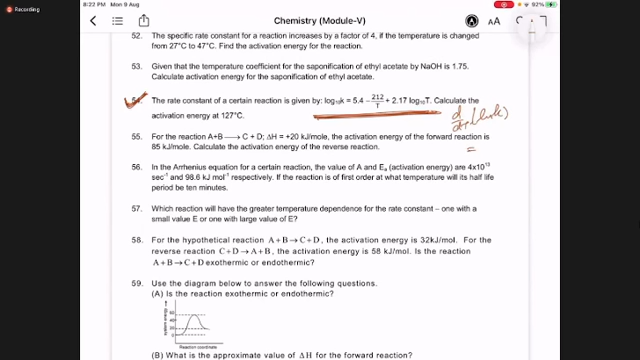 Recording
8:22 PM Mon 9 Aug
92%
Chemistry (Module-V)
AA
52. The specific rate constant for a reaction increases by a factor of 4, if the temperature is changed
from 27°C to 47°C. Find the activation energy for the reaction.
53. Given that the temperature coefficient for the saponification of ethyl acetate by NaOH is 1.75.
Calculate activation energy for the saponification of ethyl acetate.
54. The rate constant of a certain reaction is given by: log₁₀k = 5.4 − 212/T + 2.17 log₁₀T. Calculate the
activation energy at 127°C.
d/dT (ln k)
=
55. For the reaction A+B ⟶ C + D; ΔH = +20 kJ/mole, the activation energy of the forward reaction is
85 kJ/mole. Calculate the activation energy of the reverse reaction.
56. In the Arrhenius equation for a certain reaction, the value of A and Eₐ (activation energy) are 4x10¹³
sec⁻¹ and 98.6 kJ mol⁻¹ respectively. If the reaction is of first order at what temperature will its half life
period be ten minutes.
57. Which reaction will have the greater temperature dependence for the rate constant – one with a
small value E or one with large value of E?
58. For the hypothetical reaction A+B→C+D, the activation energy is 32kJ/mol. For the
reverse reaction C+D→A+B, the activation energy is 58 kJ/mol. Is the reaction
A+B→C+D exothermic or endothermic?
59. Use the diagram below to answer the following questions.
(A) Is the reaction exothermic or endothermic?
60
40
20
0
Reaction coordinate
(B) What is the approximate value of ΔH for the forward reaction?